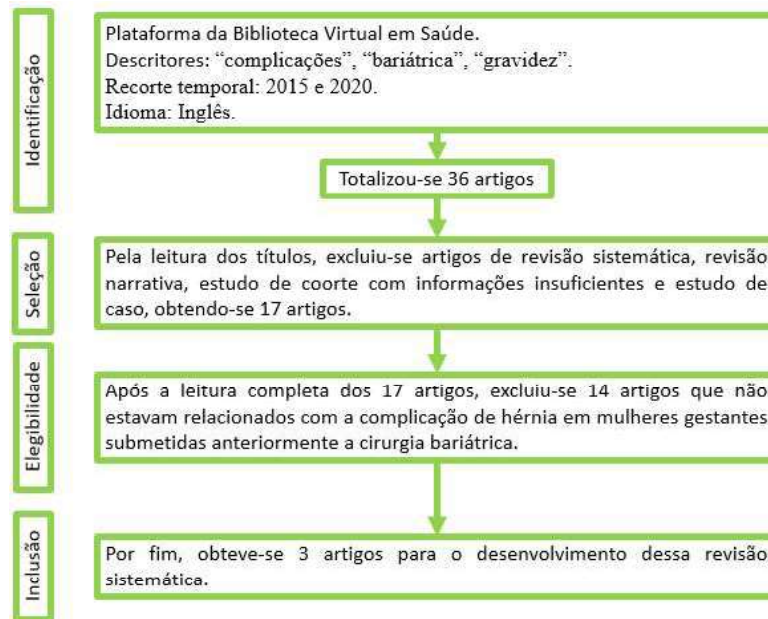 Identificação
Plataforma da Biblioteca Virtual em Saúde.
Descritores: “complicações”, “bariátrica”, “gravidez”.
Recorte temporal: 2015 e 2020.
Idioma: Inglês.
Totalizou-se 36 artigos
Seleção
Pela leitura dos títulos, excluiu-se artigos de revisão sistemática, revisão
narrativa, estudo de coorte com informações insuficientes e estudo de
caso, obtendo-se 17 artigos.
Elegibilidade
Após a leitura completa dos 17 artigos, excluiu-se 14 artigos que não
estavam relacionados com a complicação de hérnia em mulheres gestantes
submetidas anteriormente a cirurgia bariátrica.
Inclusão
Por fim, obteve-se 3 artigos para o desenvolvimento dessa revisão
sistemática.